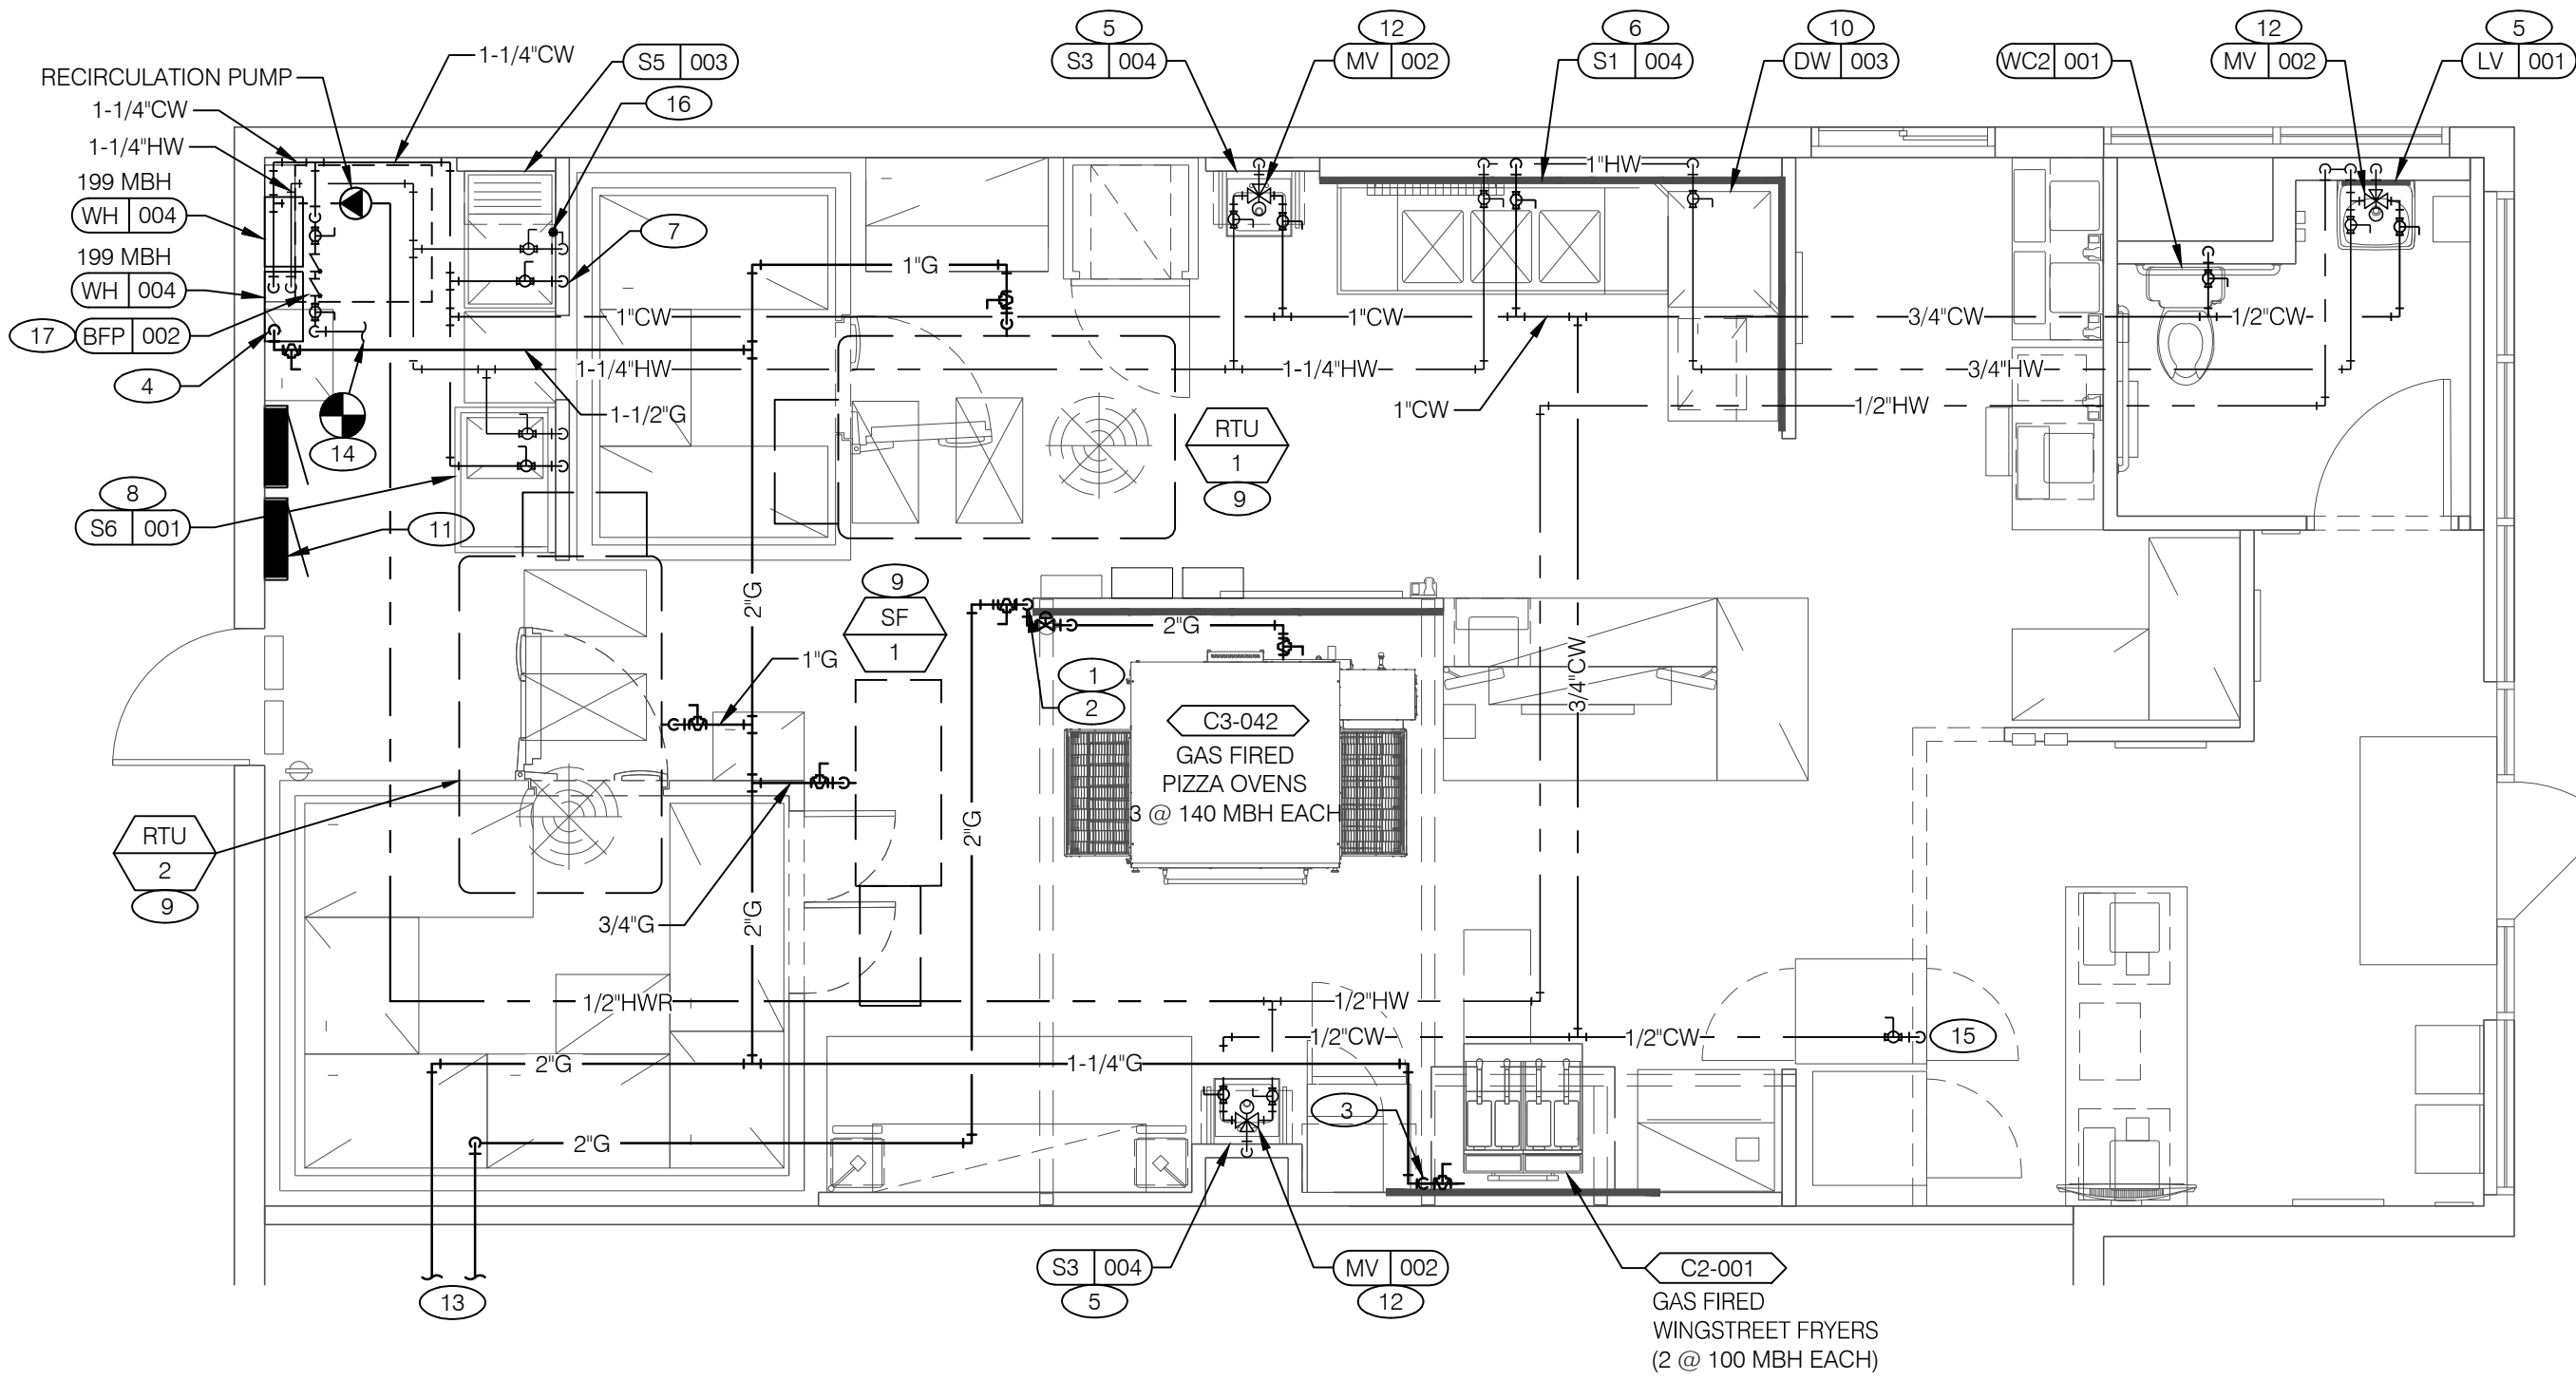 5
12
6
10
12
5
S3 004
MV 002
S1 004
DW 003
WC2 001
MV 002
LV 001
1-1/4"CW
S5 003
RECIRCULATION PUMP
16
1-1/4"CW
1-1/4"HW
1"HW
199 MBH
WH 004
7
199 MBH
1"G
WH 004
1"CW
1"CW
3/4"CW
1/2"CW
17
BFP 002
1-1/4"HW
1-1/4"HW
3/4"HW
4
1-1/2"G
1"CW
1/2"HW
RTU
1
9
14
8
S6 001
11
9
2"G
SF
1
2"G
1"G
1
2
3/4"CW
C3-042
GAS FIRED
PIZZA OVENS
3 @ 140 MBH EACH
RTU
2
9
2"G
2"G
3/4"G
1/2"HWR
1/2"HW
1/2"CW
1/2"CW
15
2"G
1-1/4"G
3
2"G
S3 004
MV 002
C2-001
13
5
12
GAS FIRED
WINGSTREET FRYERS
(2 @ 100 MBH EACH)